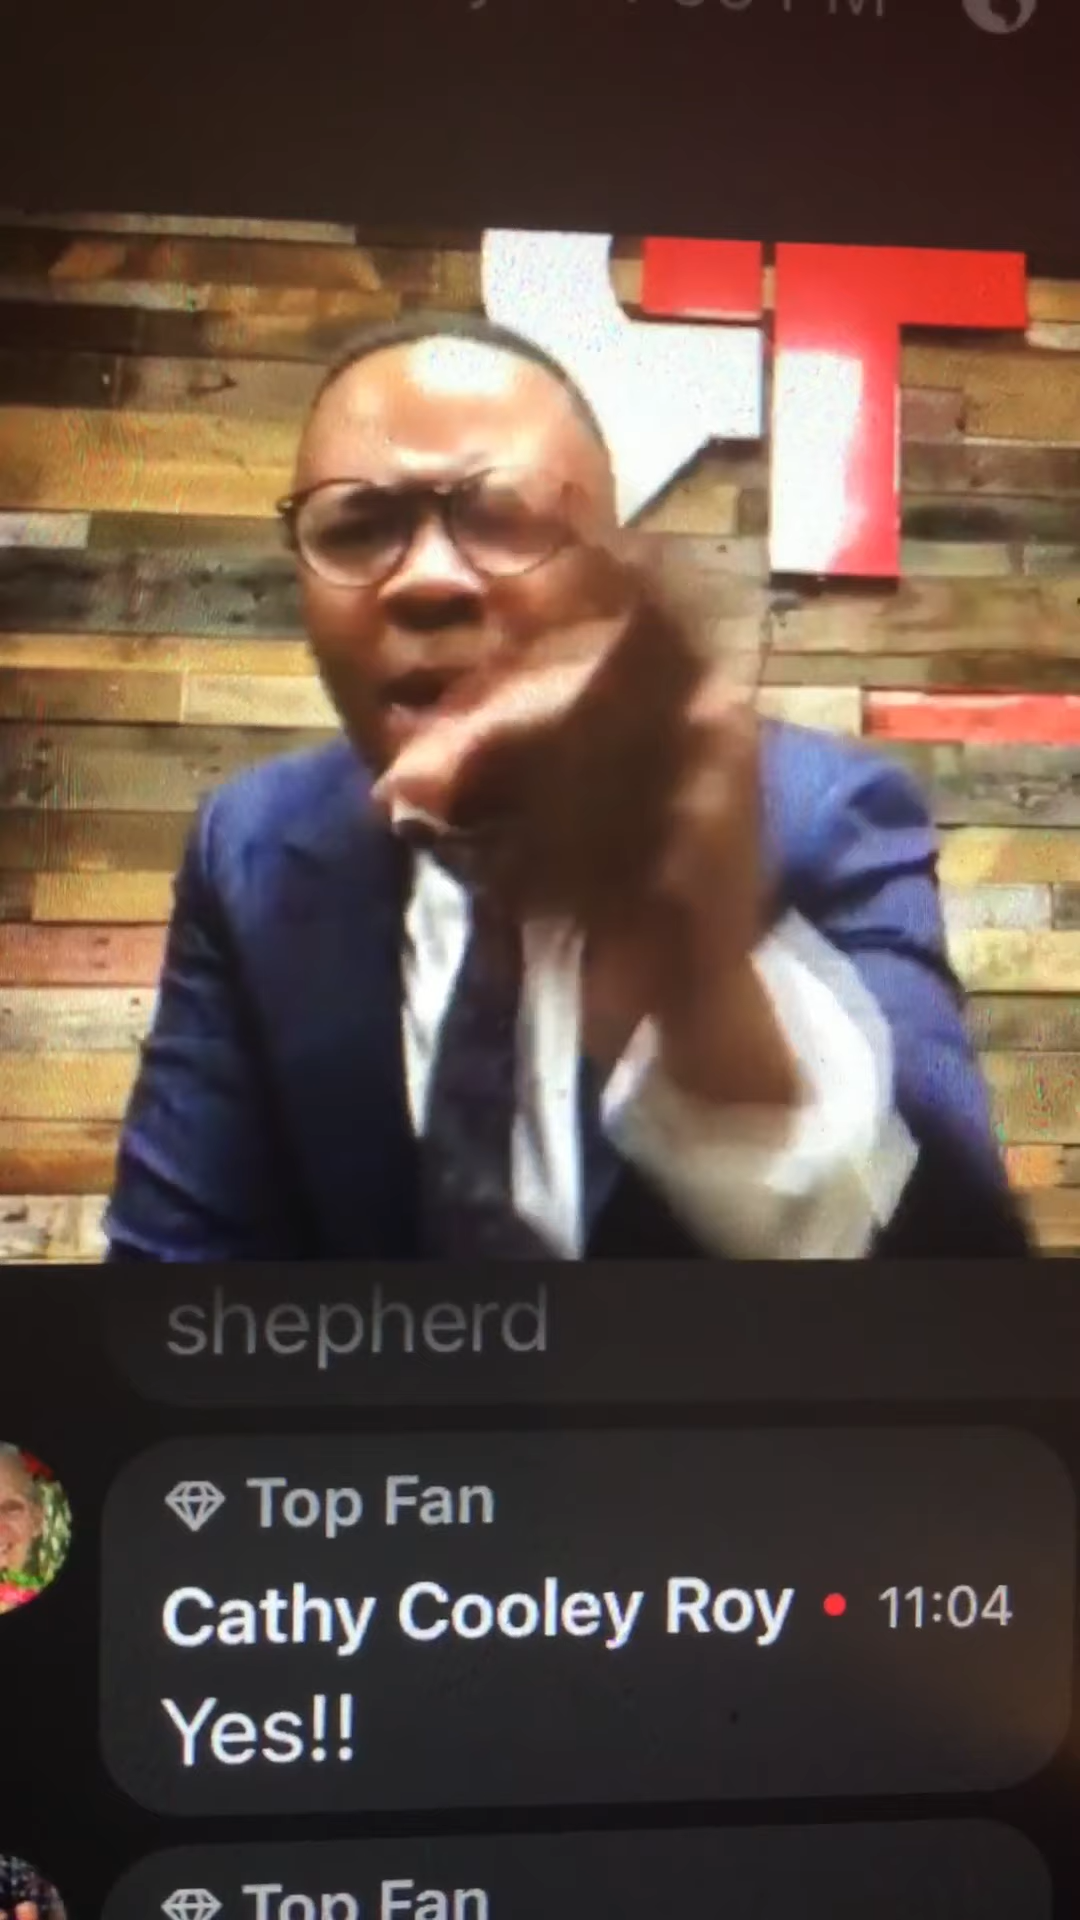 T
shepherd
Top Fan
Cathy Cooley Roy • 11:04
Yes!!
Top Fan